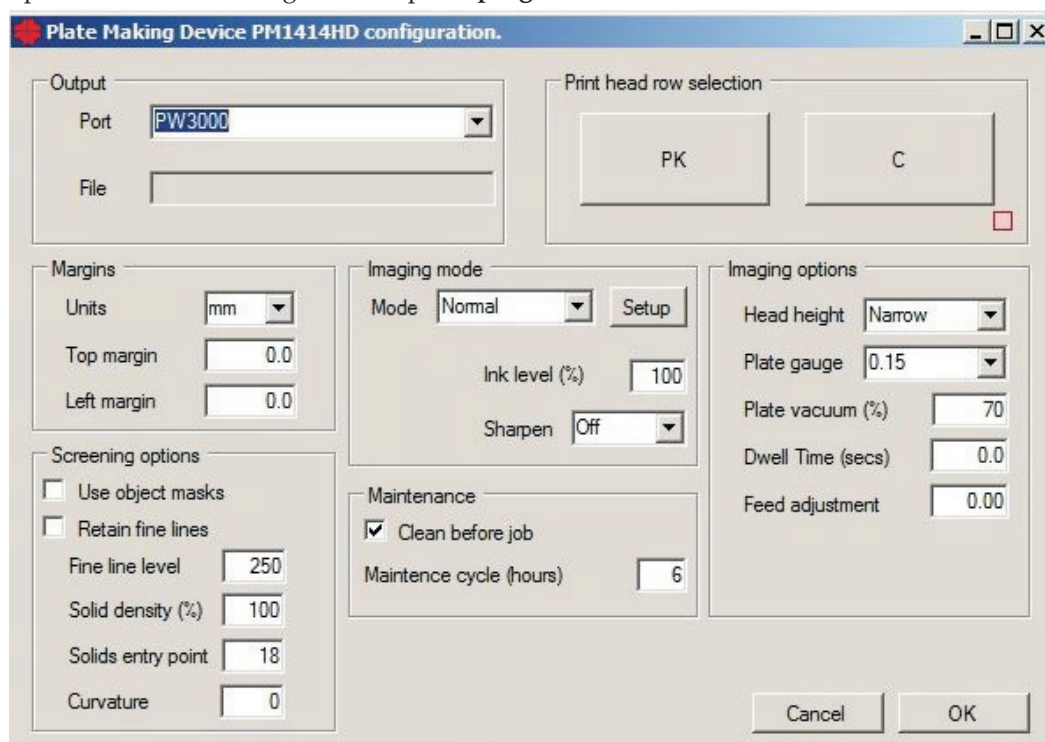 Plate Making Device PM1414HD configuration.
Output
Port PW3000
File
Print head row selection
PK
C
Margins
Units mm
Top margin 0.0
Left margin 0.0
Imaging mode
Mode Normal Setup
Ink level (%) 100
Sharpen Off
Imaging options
Head height Narrow
Plate gauge 0.15
Plate vacuum (%) 70
Dwell Time (secs) 0.0
Feed adjustment 0.00
Screening options
Use object masks
Retain fine lines
Fine line level 250
Solid density (%) 100
Solids entry point 18
Curvature 0
Maintenance
Clean before job
Maintence cycle (hours) 6
Cancel
OK